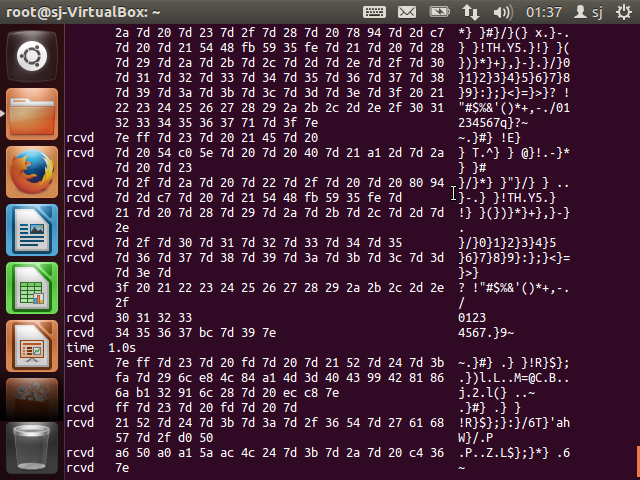 root@sj-VirtualBox: ~ 01:37 sj
2a 7d 20 7d 23 7d 2f 7d 28 7d 20 78 94 7d 2d c7 *} }#}/}(} x.}-.
7d 20 7d 21 54 48 fb 59 35 fe 7d 21 7d 20 7d 28 } }!TH.Y5.}!} }(
7d 29 7d 2a 7d 2b 7d 2c 7d 2d 7d 2e 7d 2f 7d 30 })}*}+},}-}.}/}0
7d 31 7d 32 7d 33 7d 34 7d 35 7d 36 7d 37 7d 38 }1}2}3}4}5}6}7}8
7d 39 7d 3a 7d 3b 7d 3c 7d 3d 7d 3e 7d 3f 20 21 }9}:};}<}=}>}? !
22 23 24 25 26 27 28 29 2a 2b 2c 2d 2e 2f 30 31 "#$%&'()*+,-./01
32 33 34 35 36 37 71 7d 3f 7e 234567q}?~
rcvd 7e ff 7d 23 7d 20 21 45 7d 20 ~.}#} !E}
rcvd 7d 20 54 c0 5e 7d 20 7d 20 40 7d 21 a1 2d 7d 2a } T.^} } @}!.-}*
7d 20 7d 23 } }#
rcvd 7d 2f 7d 2a 7d 20 7d 22 7d 2f 7d 20 7d 20 80 94 }/}*} }"}/} } ..
7d 2d c7 7d 20 7d 21 54 48 fb 59 35 fe 7d }-.} }!TH.Y5.}
rcvd 21 7d 20 7d 28 7d 29 7d 2a 7d 2b 7d 2c 7d 2d 7d !} }(})}*}+},}-}
2e .
rcvd 7d 2f 7d 30 7d 31 7d 32 7d 33 7d 34 7d 35 }/}0}1}2}3}4}5
rcvd 7d 36 7d 37 7d 38 7d 39 7d 3a 7d 3b 7d 3c 7d 3d }6}7}8}9}:};}<}=
7d 3e 7d }>}
rcvd 3f 20 21 22 23 24 25 26 27 28 29 2a 2b 2c 2d 2e ? !"#$%&'()*+,-.
2f /
rcvd 30 31 32 33 0123
rcvd 34 35 36 37 bc 7d 39 7e 4567.}9~
time 1.0s
sent 7e ff 7d 23 7d 20 fd 7d 20 7d 21 52 7d 24 7d 3b ~.}#} .} }!R}$};
fa 7d 29 6c e8 4c 84 a1 4d 3d 40 43 99 42 81 86 .})l.L..M=@C.B..
6a b1 32 91 6c 28 7d 20 ec c8 7e j.2.l(} ..~
rcvd ff 7d 23 7d 20 fd 7d 20 7d .}#} .} }
rcvd 21 52 7d 24 7d 3b 7d 3a 7d 2f 36 54 7d 27 61 68 !R}$};}:}/6T}'ah
57 7d 2f d0 50 W}/.P
rcvd a6 50 a0 a1 5a ac 4c 24 7d 3b 7d 2a 7d 20 c4 36 .P..Z.L$};}*} .6
rcvd 7e ~